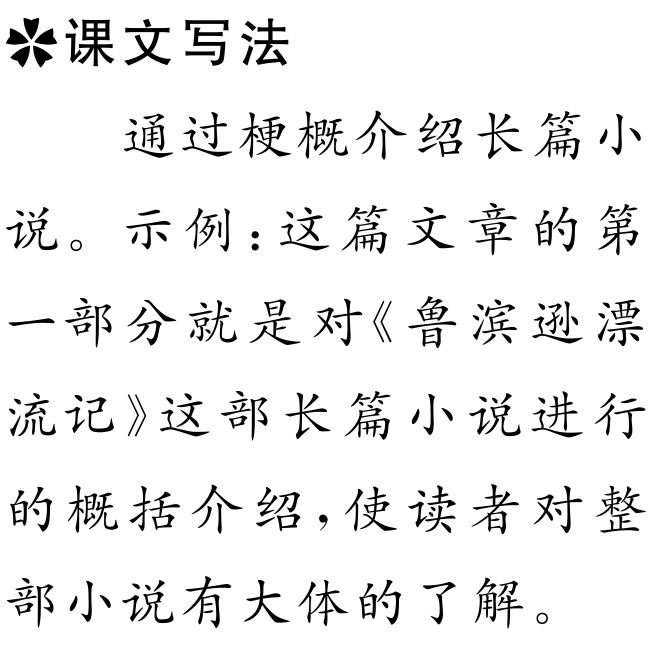 课文写法
通过梗概介绍长篇小
说。示例:这篇文章的第
一部分就是对《鲁滨逊漂
流记》这部长篇小说进行
的概括介绍,使读者对整
部小说有大体的了解。